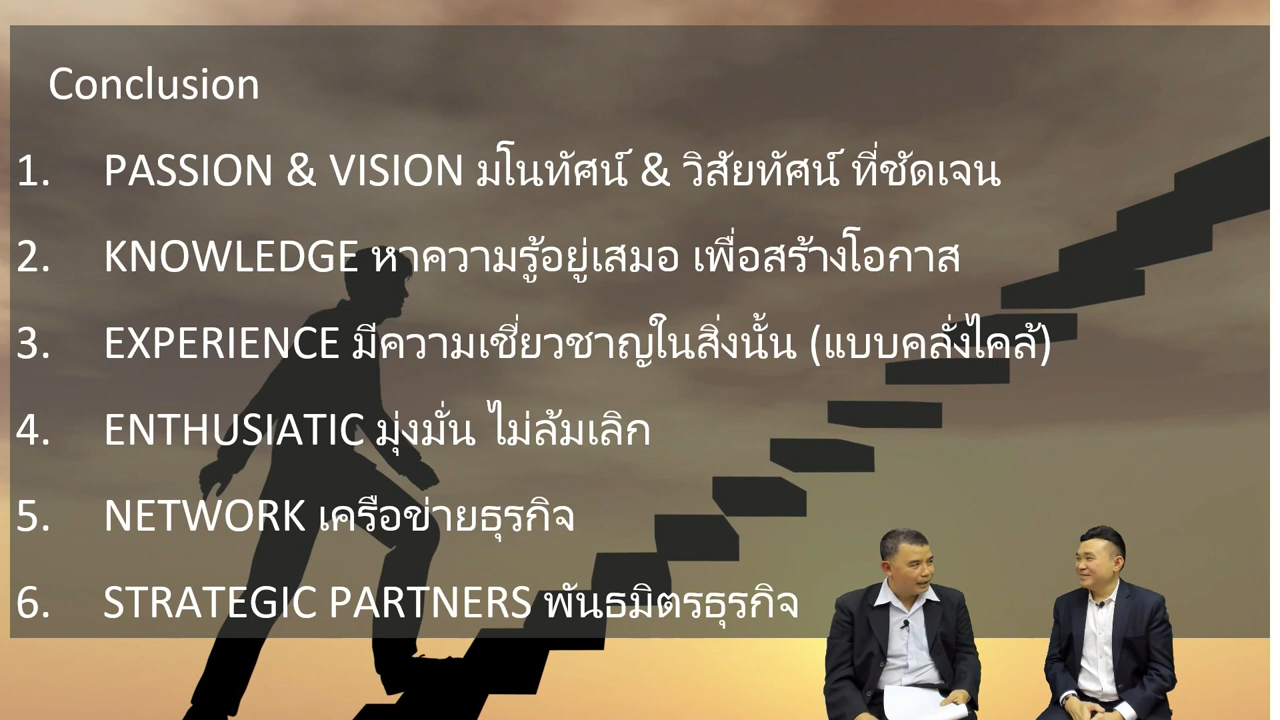 Conclusion
1. PASSION & VISION มโนทัศน์ & วิสัยทัศน์ ที่ชัดเจน
2. KNOWLEDGE หาความรู้อยู่เสมอ เพื่อสร้างโอกาส
3. EXPERIENCE มีความเชี่ยวชาญในสิ่งนั้น (แบบคลั่งไคล้)
4. ENTHUSIATIC มุ่งมั่น ไม่ล้มเลิก
5. NETWORK เครือข่ายธุรกิจ
6. STRATEGIC PARTNERS พันธมิตรธุรกิจ